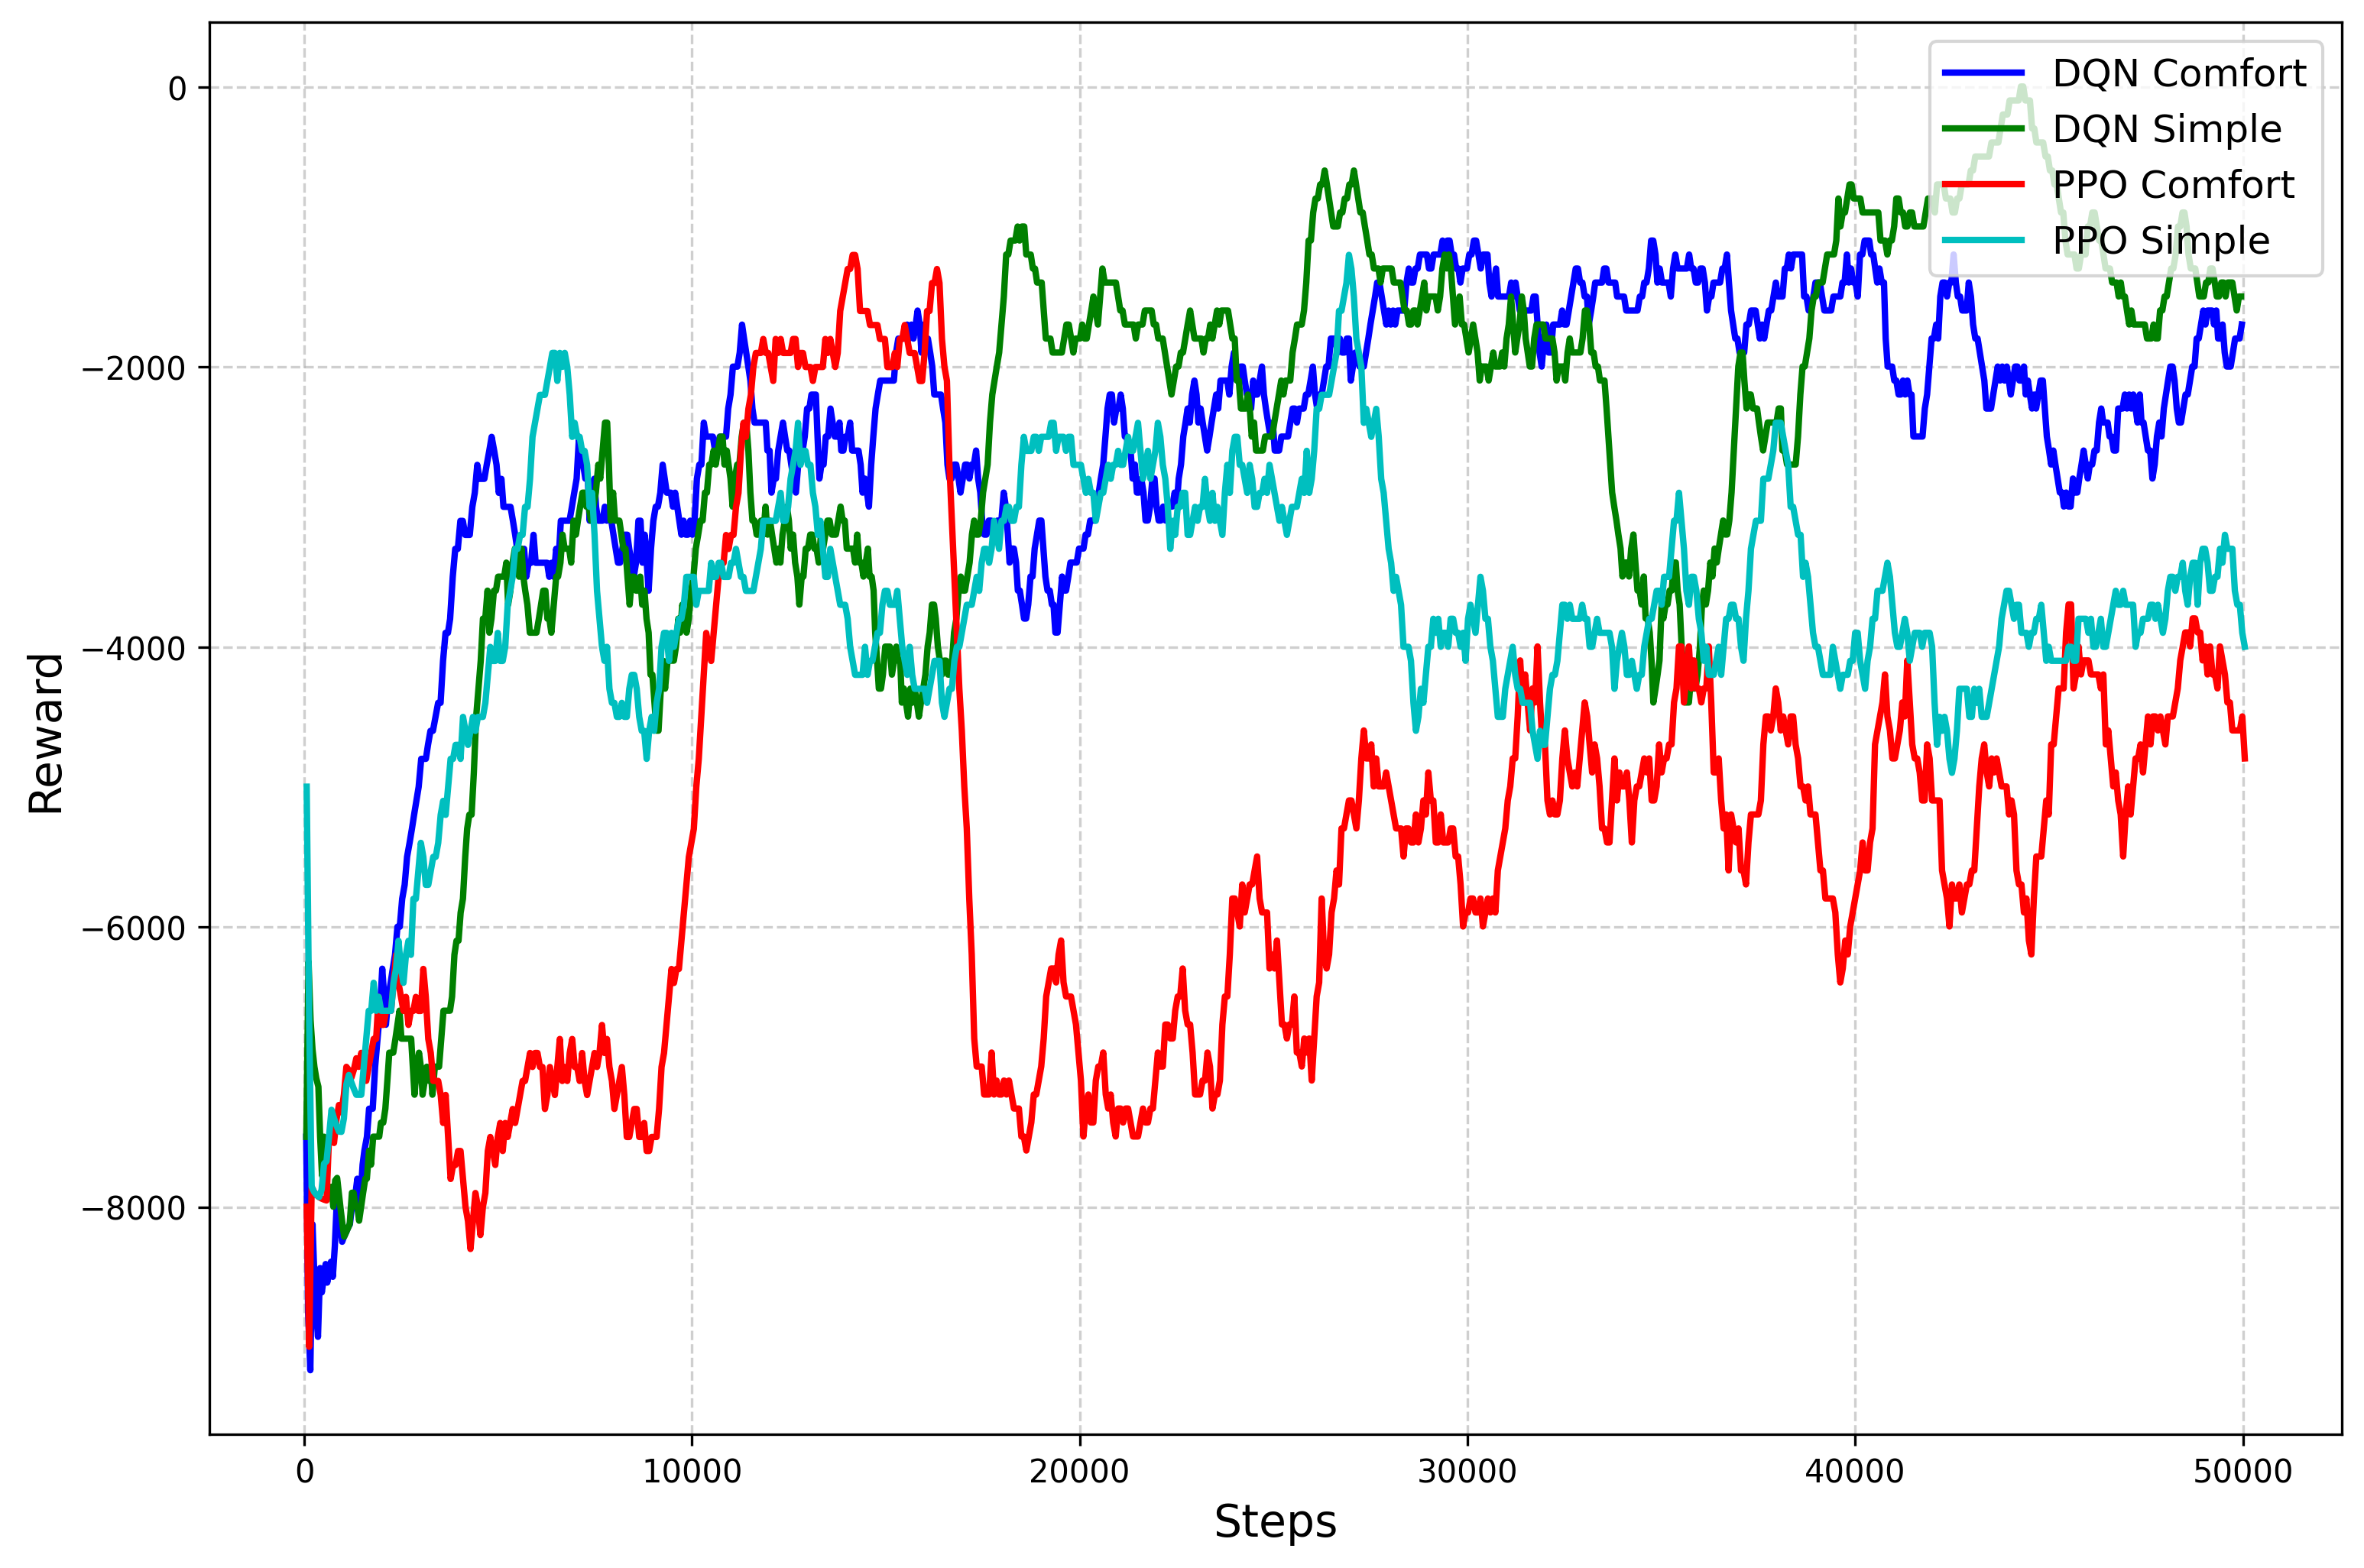 DQN Comfort
DQN Simple
PPO Comfort
PPO Simple
0
−2000
−4000
−6000
−8000
Reward
0
10000
20000
30000
40000
50000
Steps